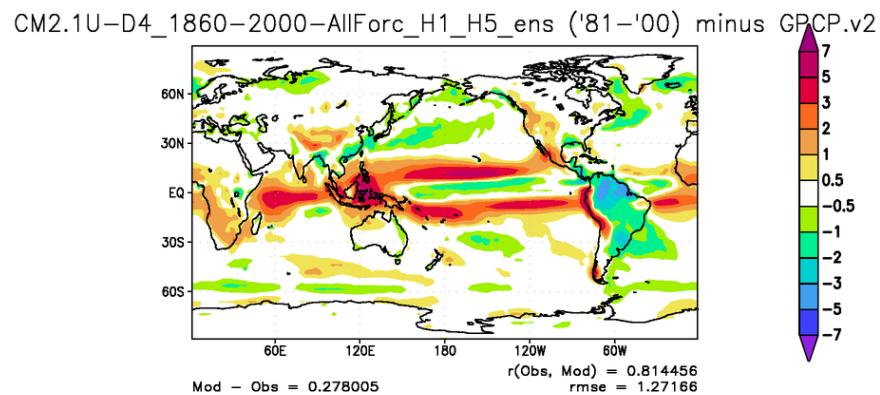 CM2.1U-D4_1860-2000-AllForc_H1_H5_ens ('81-'00) minus GPCP.v2
7
5
3
2
1
0.5
-0.5
-1
-2
-3
-5
-7
60N
30N
EQ
30S
60S
60E 120E 180 120W 60W
r(Obs, Mod) = 0.814456
Mod - Obs = 0.278005 rmse = 1.27166